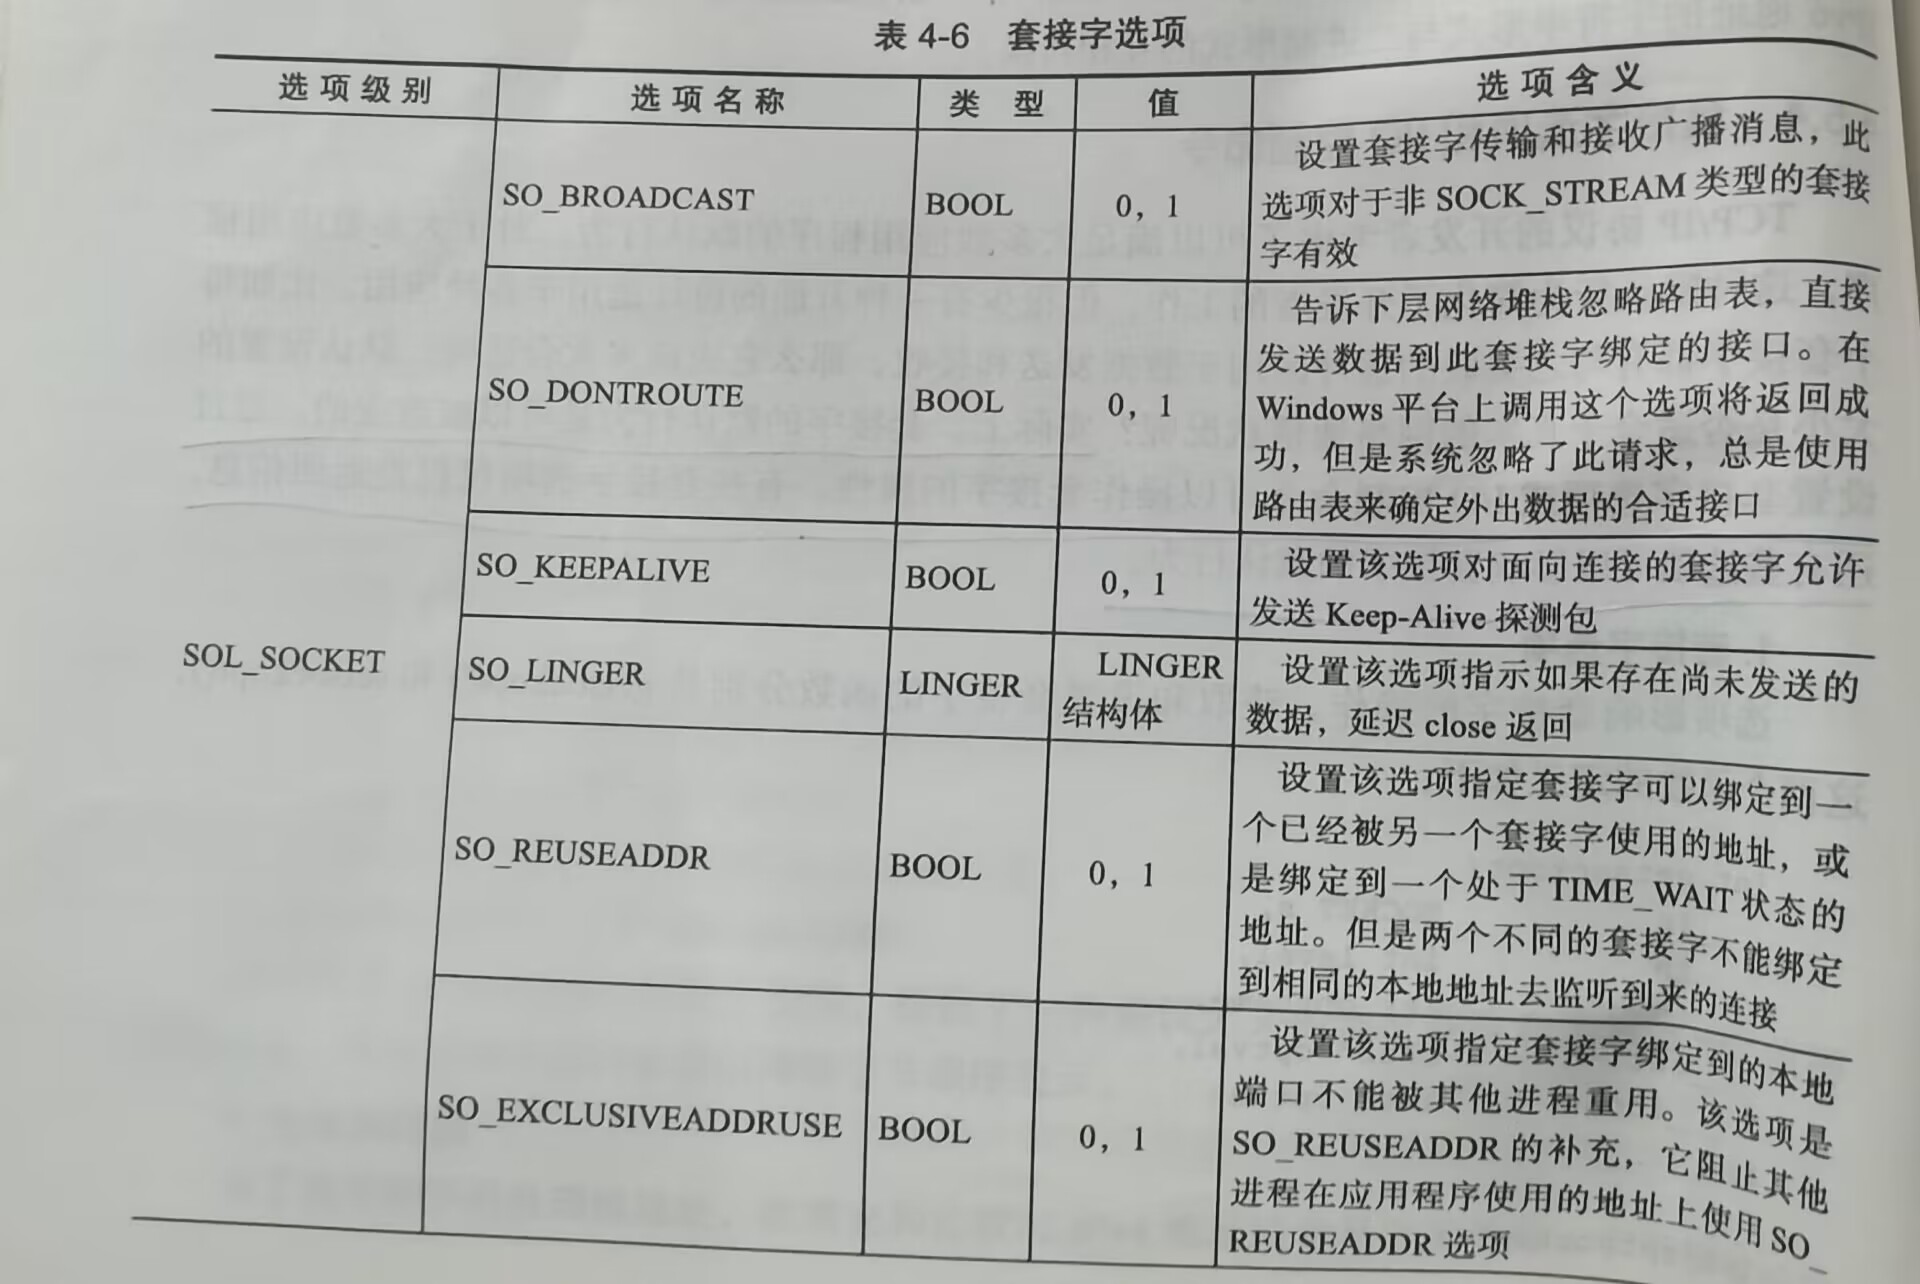 表 4-6 套接字选项
选项级别 选项名称 类型 值 选项含义
SOL_SOCKET
SO_BROADCAST BOOL 0，1
设置套接字传输和接收广播消息，此
选项对于非 SOCK_STREAM 类型的套接
字有效
SO_DONTROUTE BOOL 0，1
告诉下层网络堆栈忽略路由表，直接
发送数据到此套接字绑定的接口。在
Windows 平台上调用这个选项将返回成
功，但是系统忽略了此请求，总是使用
路由表来确定外出数据的合适接口
SO_KEEPALIVE BOOL 0，1
设置该选项对面向连接的套接字允许
发送 Keep-Alive 探测包
SO_LINGER LINGER
LINGER
结构体
设置该选项指示如果存在尚未发送的
数据，延迟 close 返回
SO_REUSEADDR BOOL 0，1
设置该选项指定套接字可以绑定到一
个已经被另一个套接字使用的地址，或
是绑定到一个处于 TIME_WAIT 状态的
地址。但是两个不同的套接字不能绑定
到相同的本地地址去监听到来的连接
SO_EXCLUSIVEADDRUSE BOOL 0，1
设置该选项指定套接字绑定到的本地
端口不能被其他进程重用。该选项是
SO_REUSEADDR 的补充，它阻止其他
进程在应用程序使用的地址上使用 SO_
REUSEADDR 选项